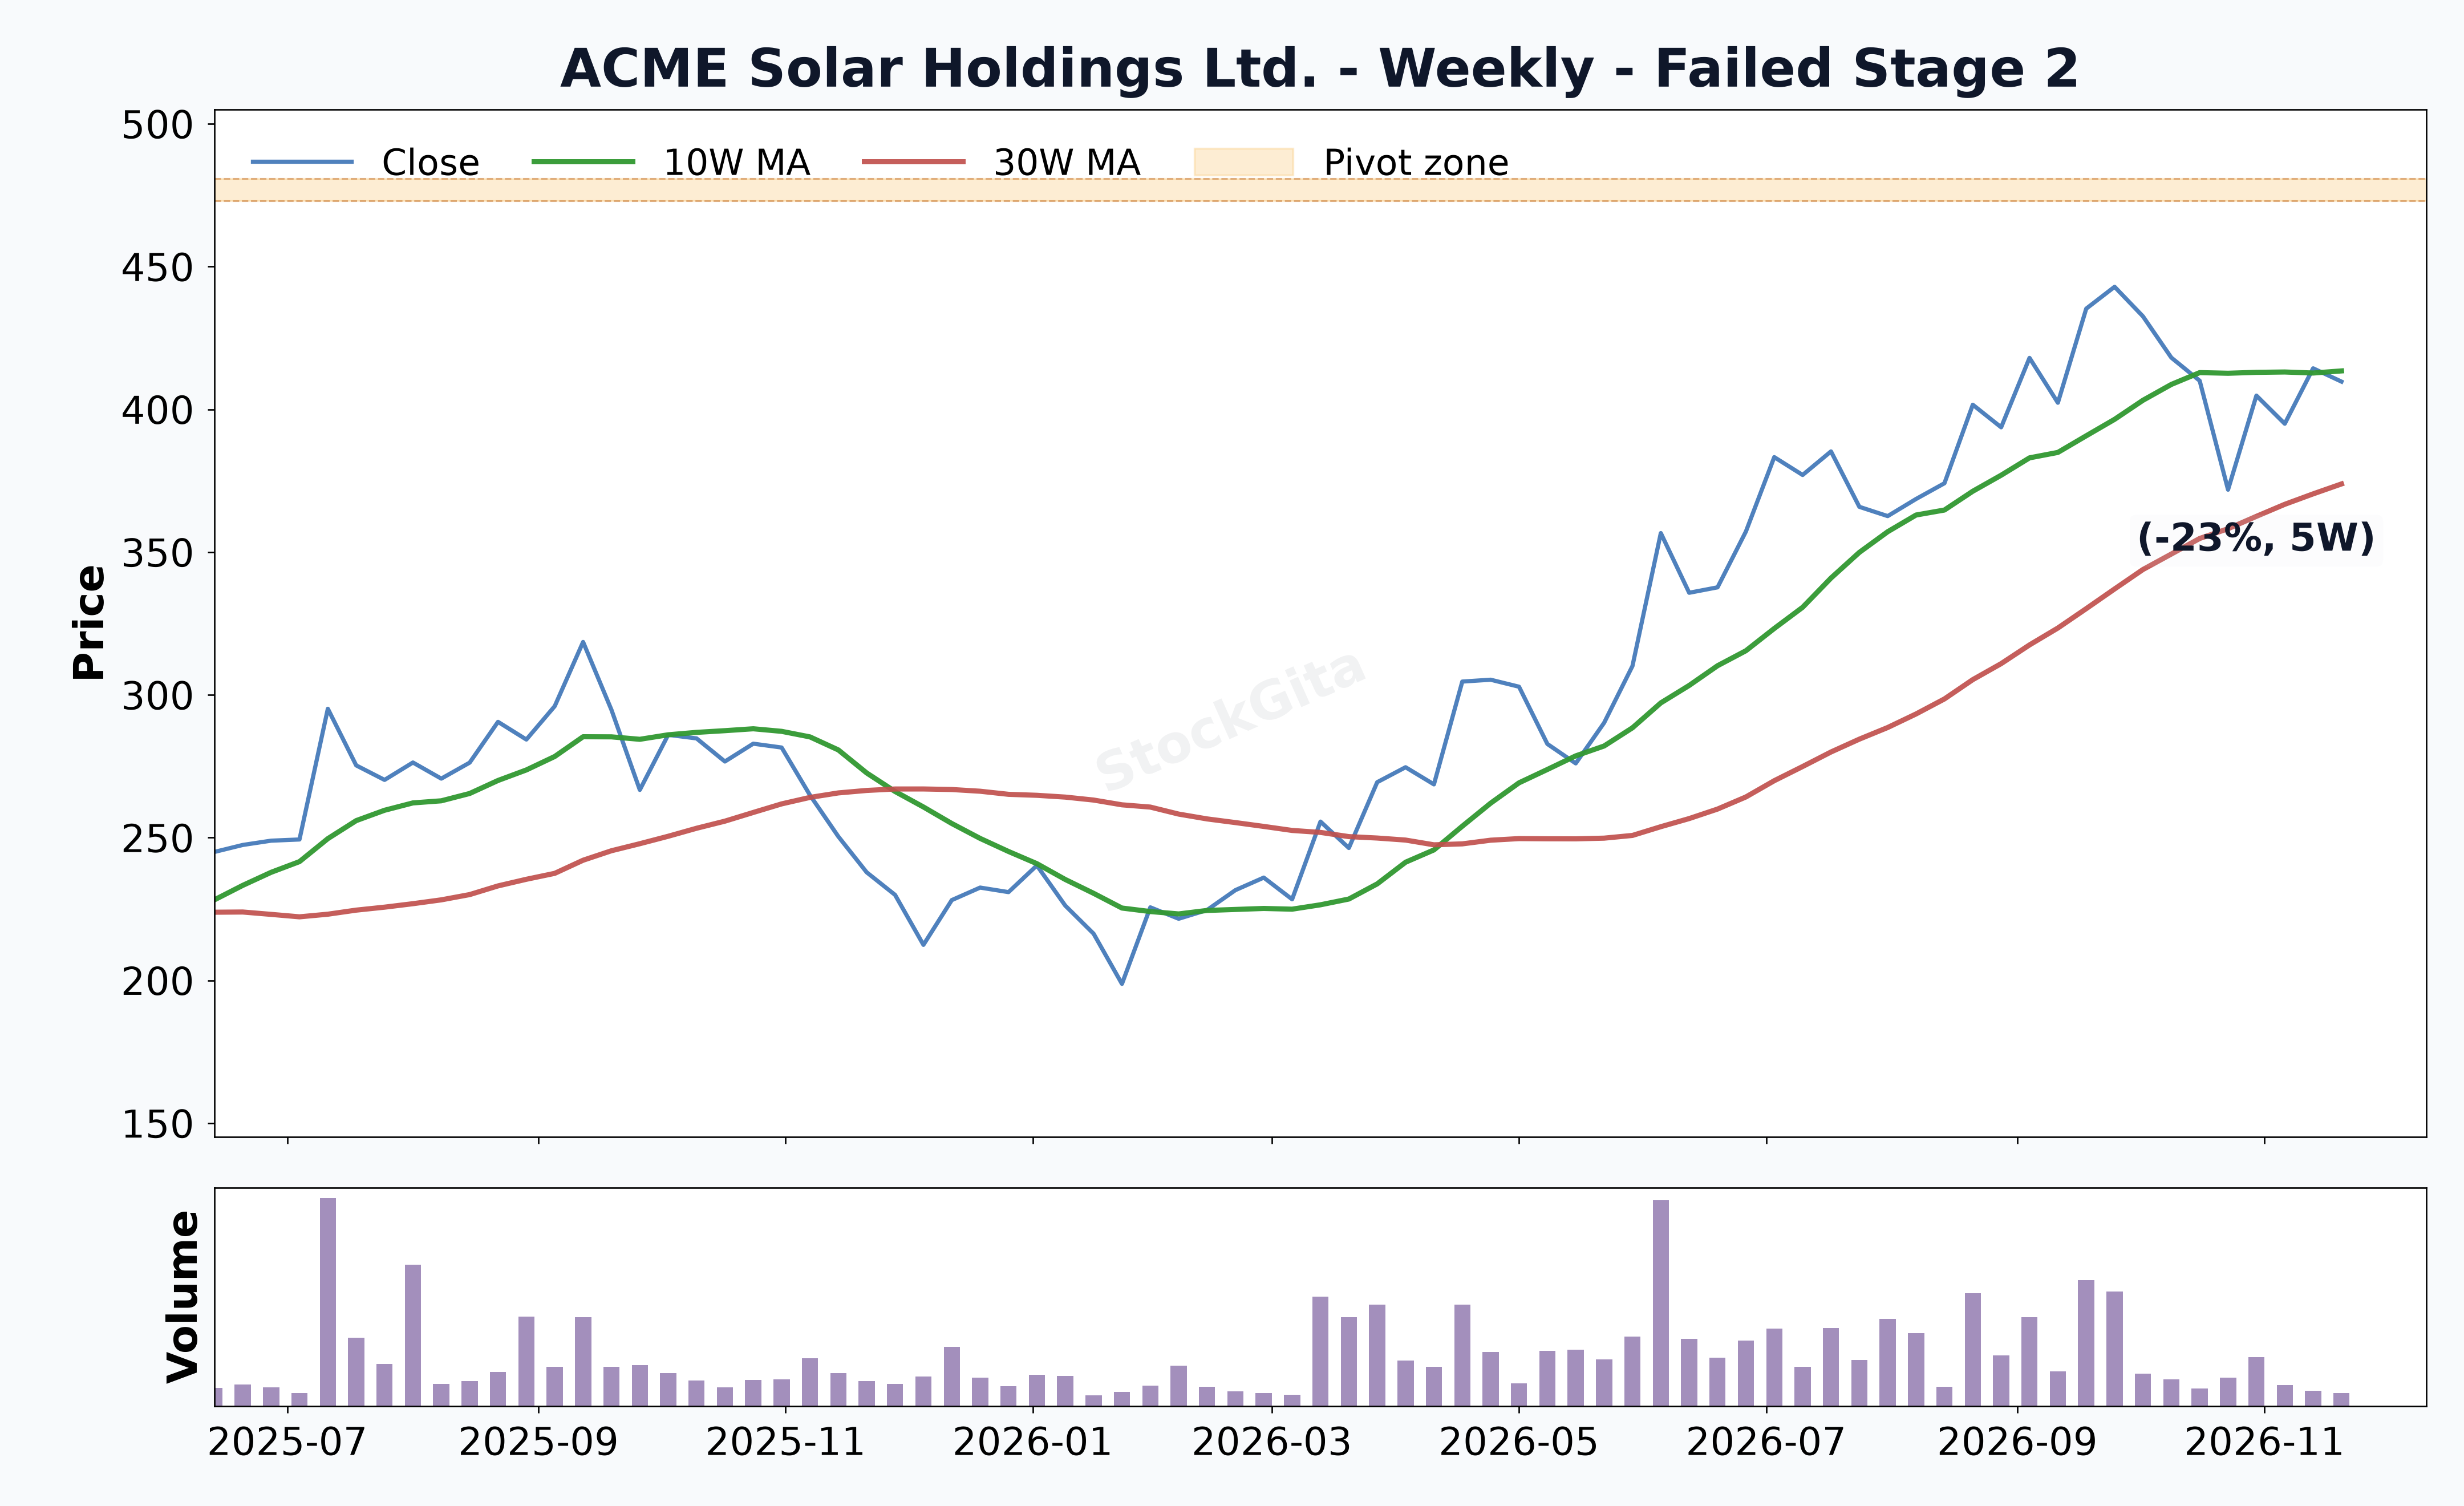 ACME Solar Holdings Ltd. - Weekly - Failed Stage 2
500
Close 10W MA 30W MA Pivot zone
450
400
350
(-23%, 5W)
Price
300
StockGita
250
200
150
Volume
2025-07 2025-09 2025-11 2026-01 2026-03 2026-05 2026-07 2026-09 2026-11